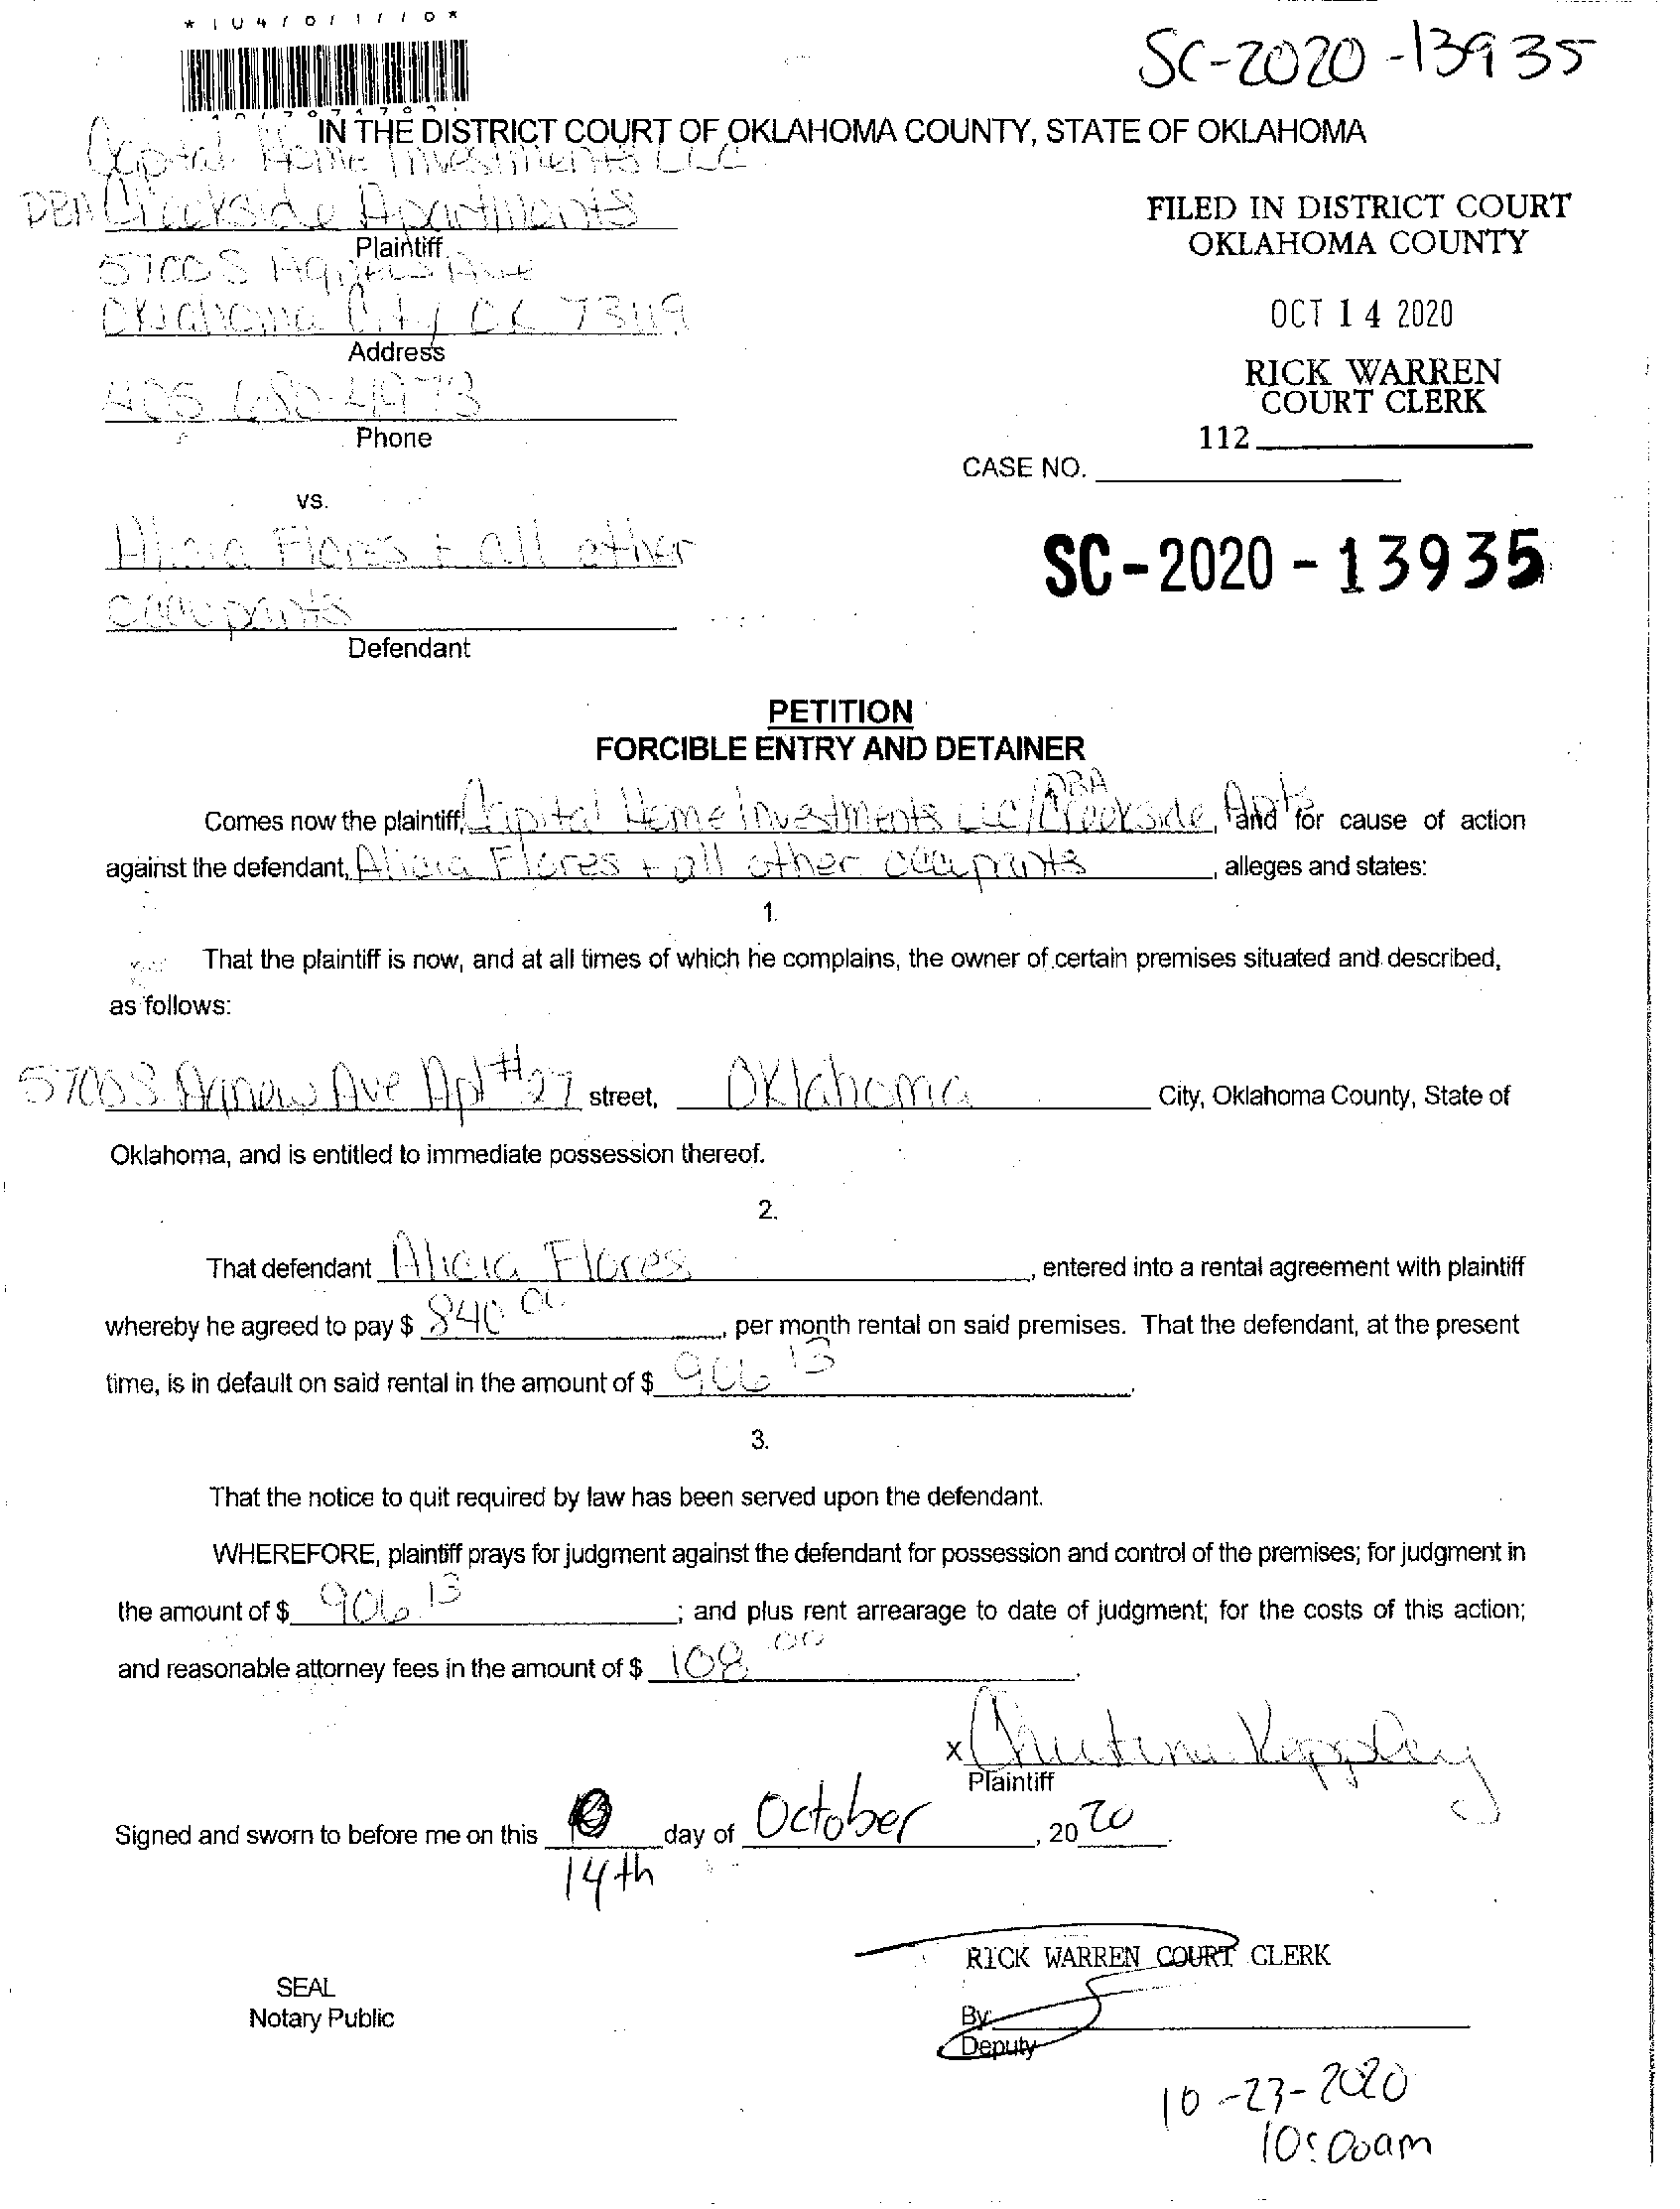 SC-2020-13935
IN THE DISTRICT COURT OF OKLAHOMA COUNTY, STATE OF OKLAHOMA
Capital Home Investments LLC
DBA Creekside Apartments
Plaintiff
5700 S Agnew Ave
Oklahoma City OK 73119
Address
405 680-4973
Phone
FILED IN DISTRICT COURT
OKLAHOMA COUNTY
OCT 14 2020
RICK WARREN
COURT CLERK
112
CASE NO.
vs.
Alicia Flores + all other
occupants
Defendant
SC-2020-13935
PETITION
FORCIBLE ENTRY AND DETAINER
Comes now the plaintiff, Capital Home Investments LLC/DBA Creekside Apts, and for cause of action
against the defendant, Alicia Flores + all other occupants, alleges and states:
1.
That the plaintiff is now, and at all times of which he complains, the owner of certain premises situated and described,
as follows:
5700 S Agnew Ave Apt #27 street, Oklahoma City, Oklahoma County, State of
Oklahoma, and is entitled to immediate possession thereof.
2.
That defendant Alicia Flores, entered into a rental agreement with plaintiff
whereby he agreed to pay $ 840 00, per month rental on said premises. That the defendant, at the present
time, is in default on said rental in the amount of $ 906 13.
3.
That the notice to quit required by law has been served upon the defendant.
WHEREFORE, plaintiff prays for judgment against the defendant for possession and control of the premises; for judgment in
the amount of $ 906.13; and plus rent arrearage to date of judgment; for the costs of this action;
and reasonable attorney fees in the amount of $ 108.00.
x
Plaintiff
Signed and sworn to before me on this day of October, 2020.
14th
RICK WARREN COURT CLERK
SEAL
Notary Public
By
Deputy
10-23-2020
10:00am